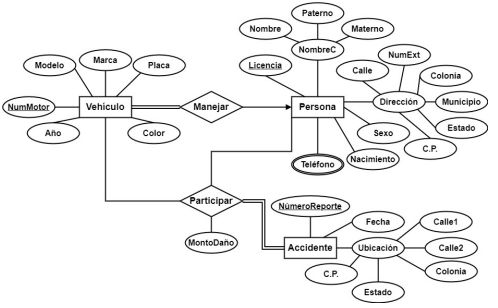 Paterno
Nombre
Materno
NombreC
Marca
Modelo
Placa
Licencia
NumExt
Calle
Colonia
NumMotor
Vehiculo
Manejar
Persona
Dirección
Municipio
Año
Color
Sexo
Estado
C.P.
Teléfono
Nacimiento
Participar
NúmeroReporte
Fecha
Calle1
MontoDaño
Accidente
Ubicación
Calle2
C.P.
Colonia
Estado